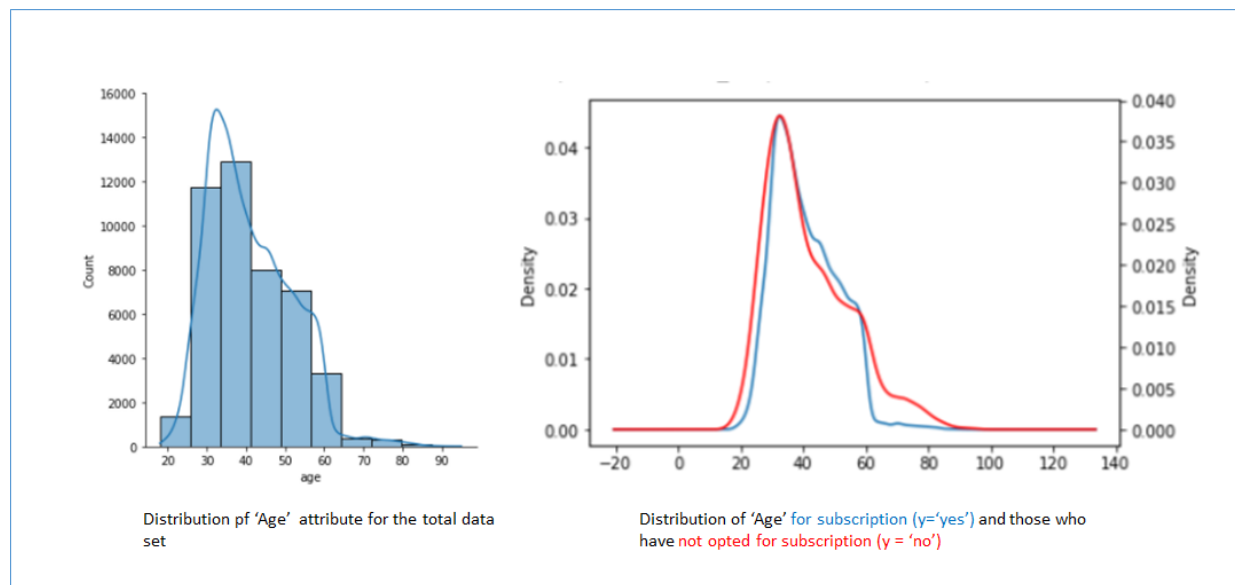 16000
14000
12000
10000
8000
6000
4000
2000
0
Count
20 30 40 50 60 70 80 90
age
0.04
0.03
0.02
0.01
0.00
Density
0.040
0.035
0.030
0.025
0.020
0.015
0.010
0.005
0.000
Density
−20 0 20 40 60 80 100 120 140
Distribution pf ‘Age’ attribute for the total data
set
Distribution of ‘Age’ for subscription (y=‘yes’) and those who
have not opted for subscription (y = ‘no’)